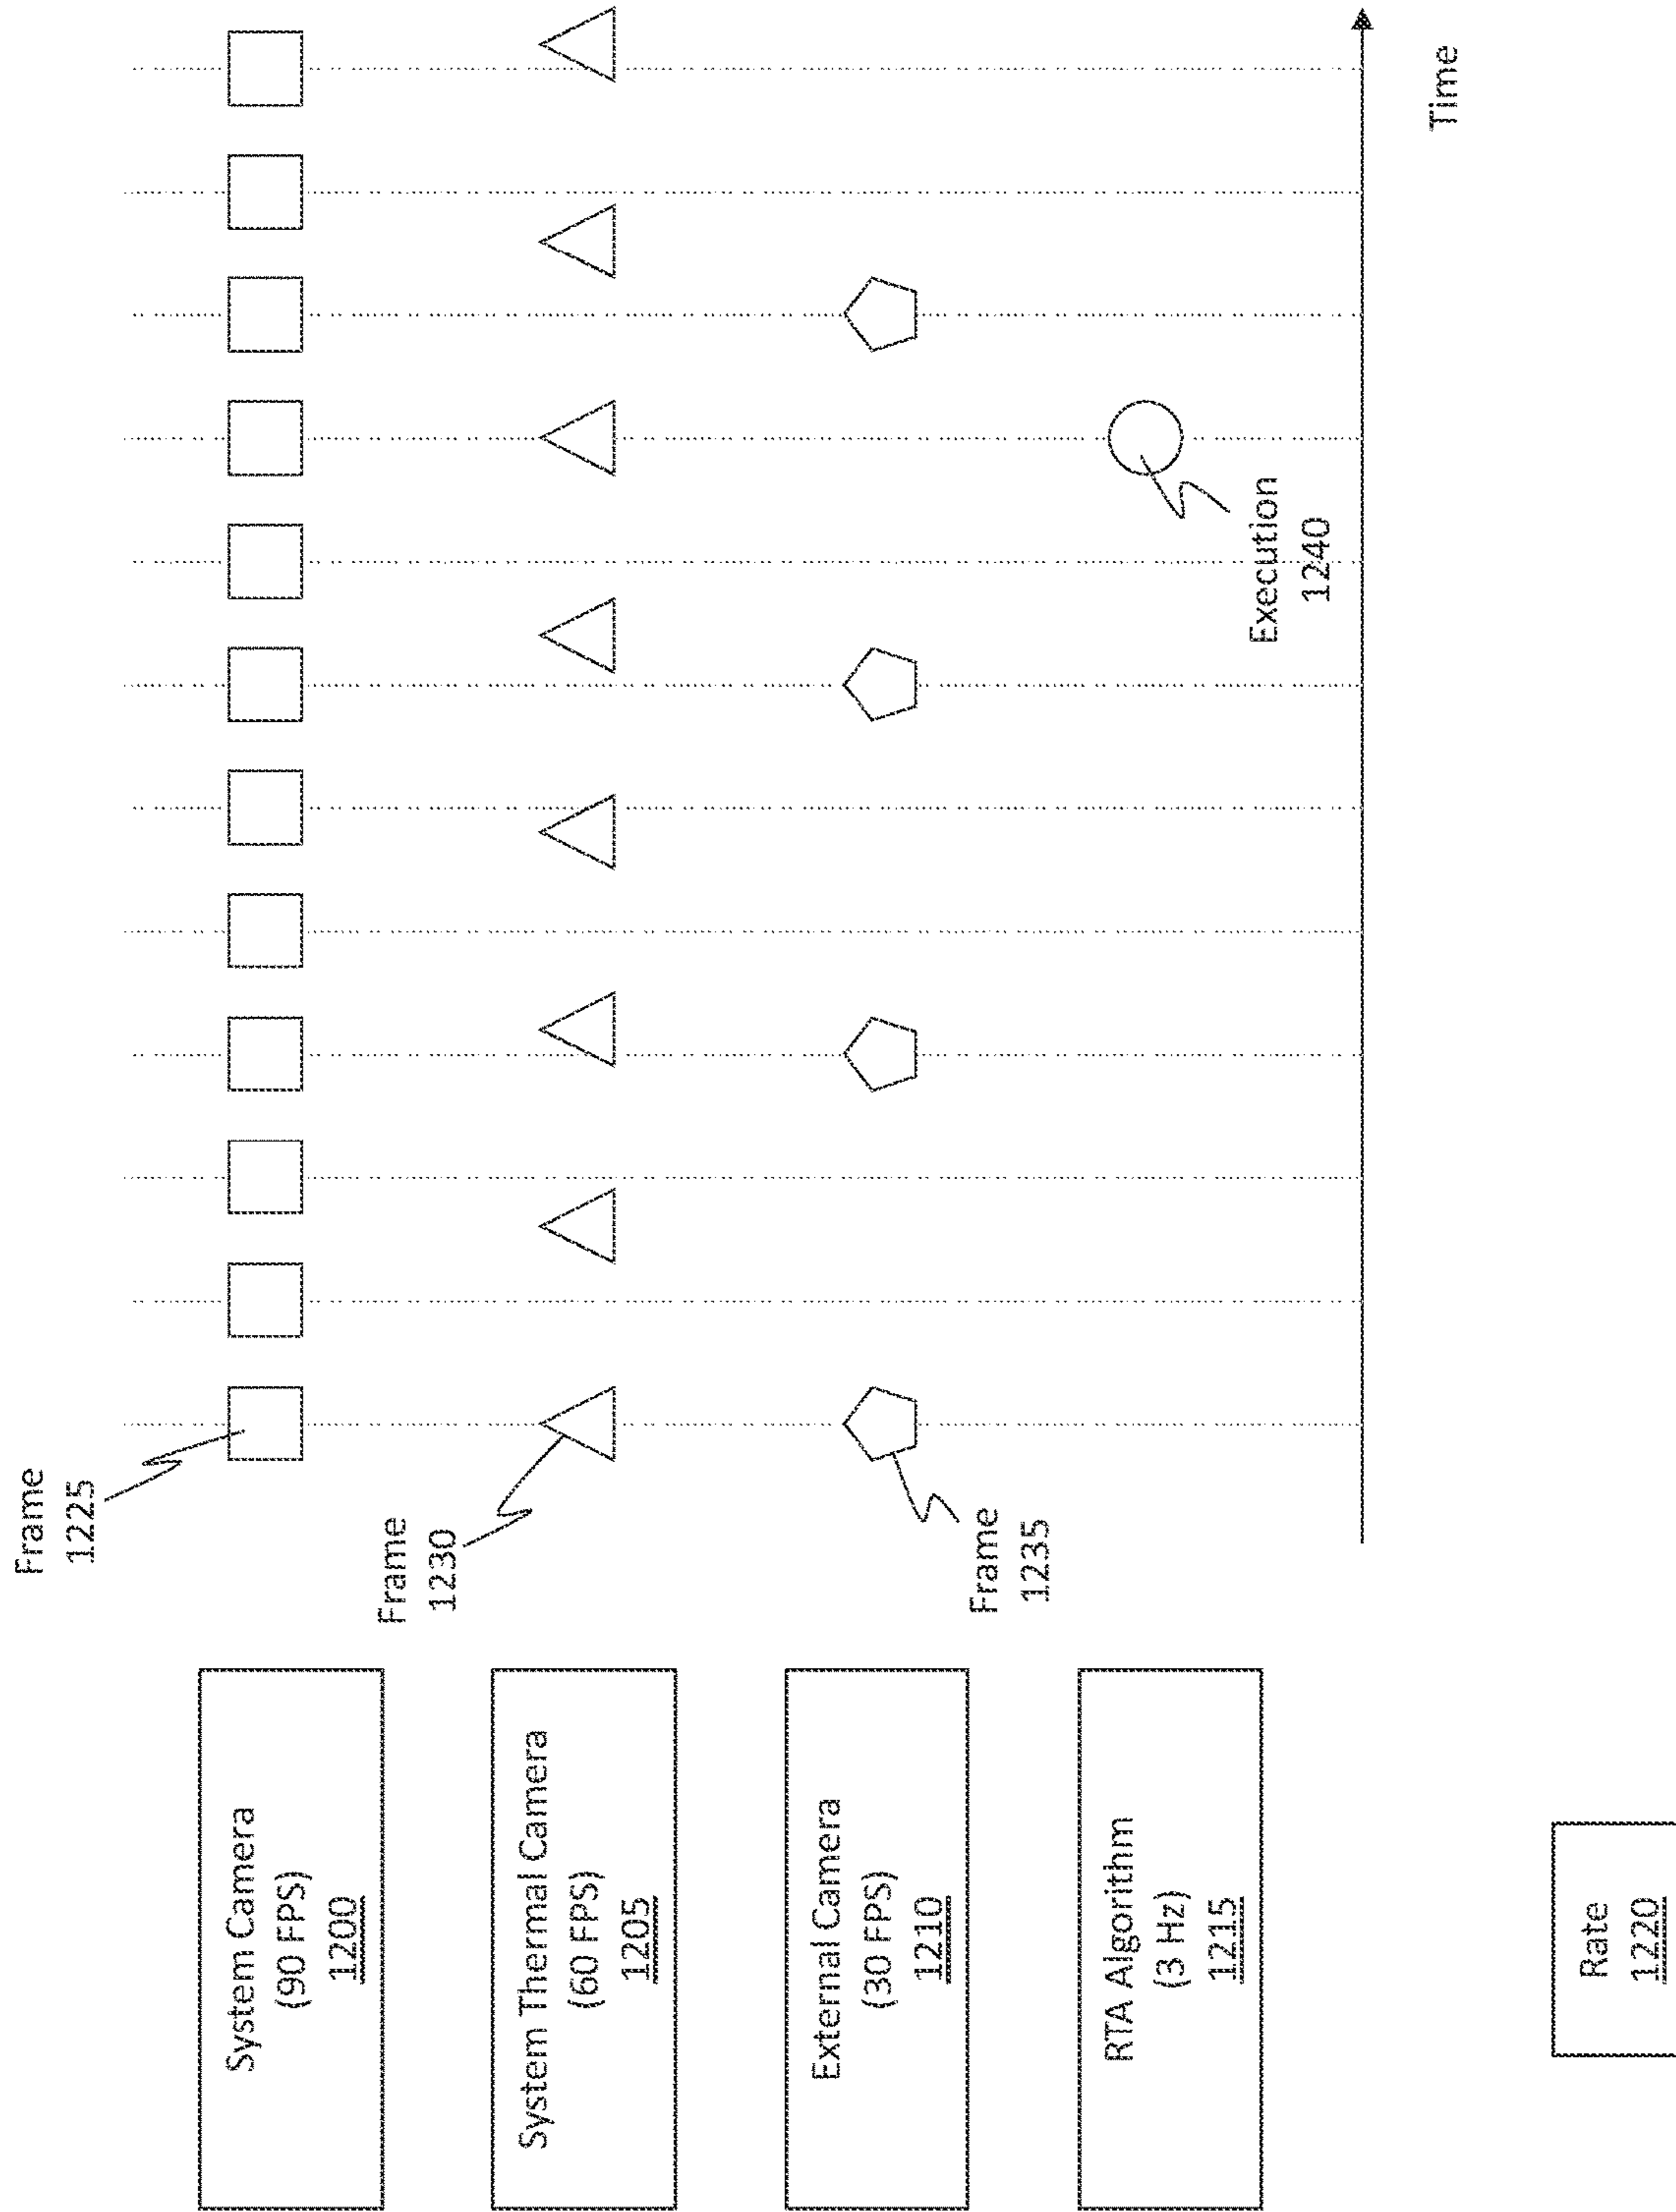 System Camera
(90 FPS)
1200
System Thermal Camera
(60 FPS)
1205
External Camera
(30 FPS)
1210
RTA Algorithm
(3 Hz)
1215
Rate
1220
Frame
1225
Frame
1230
Frame
1235
Execution
1240
Time